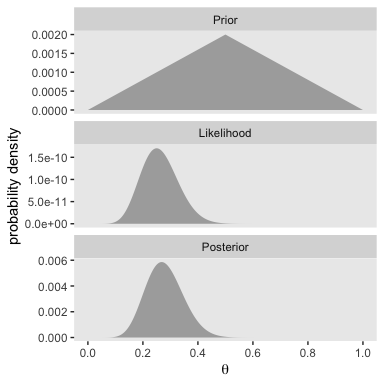 Prior
0.0020
0.0015
0.0010
0.0005
0.0000
Likelihood
1.5e-10
1.0e-10
5.0e-11
0.0e+00
Posterior
0.006
0.004
0.002
0.000
0.0 0.2 0.4 0.6 0.8 1.0
θ
probability density